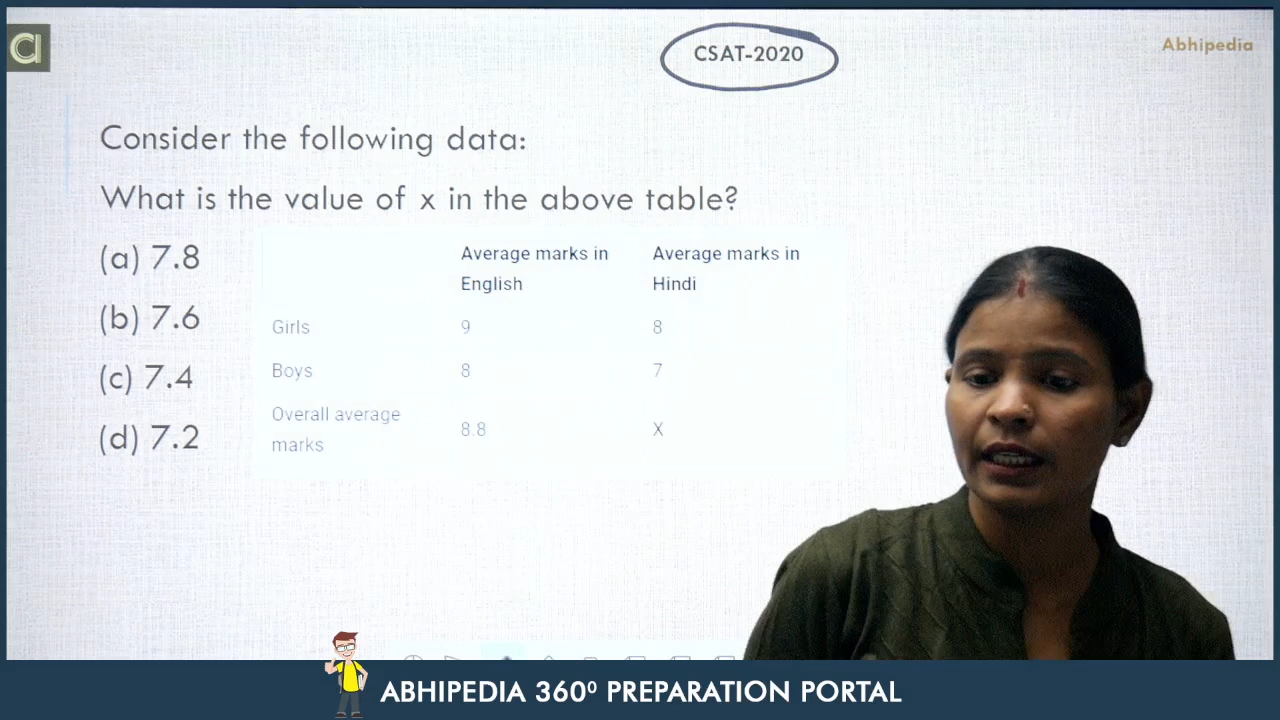 CSAT-2020
Abhipedia
Consider the following data:
What is the value of x in the above table?
(a) 7.8
(b) 7.6
(c) 7.4
(d) 7.2
Average marks in English
Average marks in Hindi
Girls 9 8
Boys 8 7
Overall average marks 8.8 X
ABHIPEDIA 360⁰ PREPARATION PORTAL